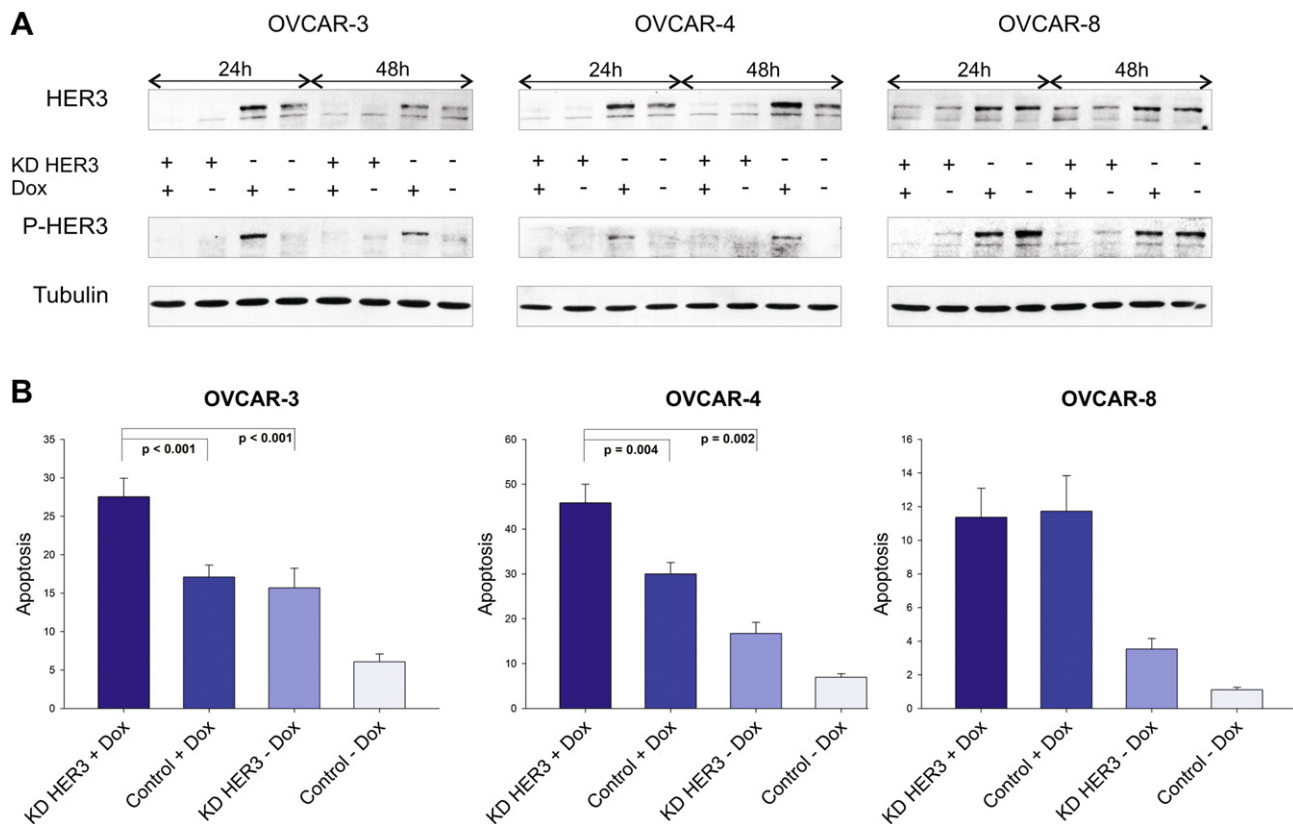 A
OVCAR-3 OVCAR-4 OVCAR-8
24h 48h 24h 48h 24h 48h
HER3
KD HER3 + + - - + + - - + + - - + + - - + + - - + + - -
Dox + - + - + - + - + - + - + - + - + - + - + - + -
P-HER3
Tubulin
B
OVCAR-3
p < 0.001
p < 0.001
35
30
25
20
15
10
5
0
Apoptosis
KD HER3 + Dox
Control + Dox
KD HER3 - Dox
Control - Dox
OVCAR-4
p = 0.002
p = 0.004
60
50
40
30
20
10
0
Apoptosis
KD HER3 + Dox
Control + Dox
KD HER3 - Dox
Control - Dox
OVCAR-8
16
14
12
10
8
6
4
2
0
Apoptosis
KD HER3 + Dox
Control + Dox
KD HER3 - Dox
Control - Dox